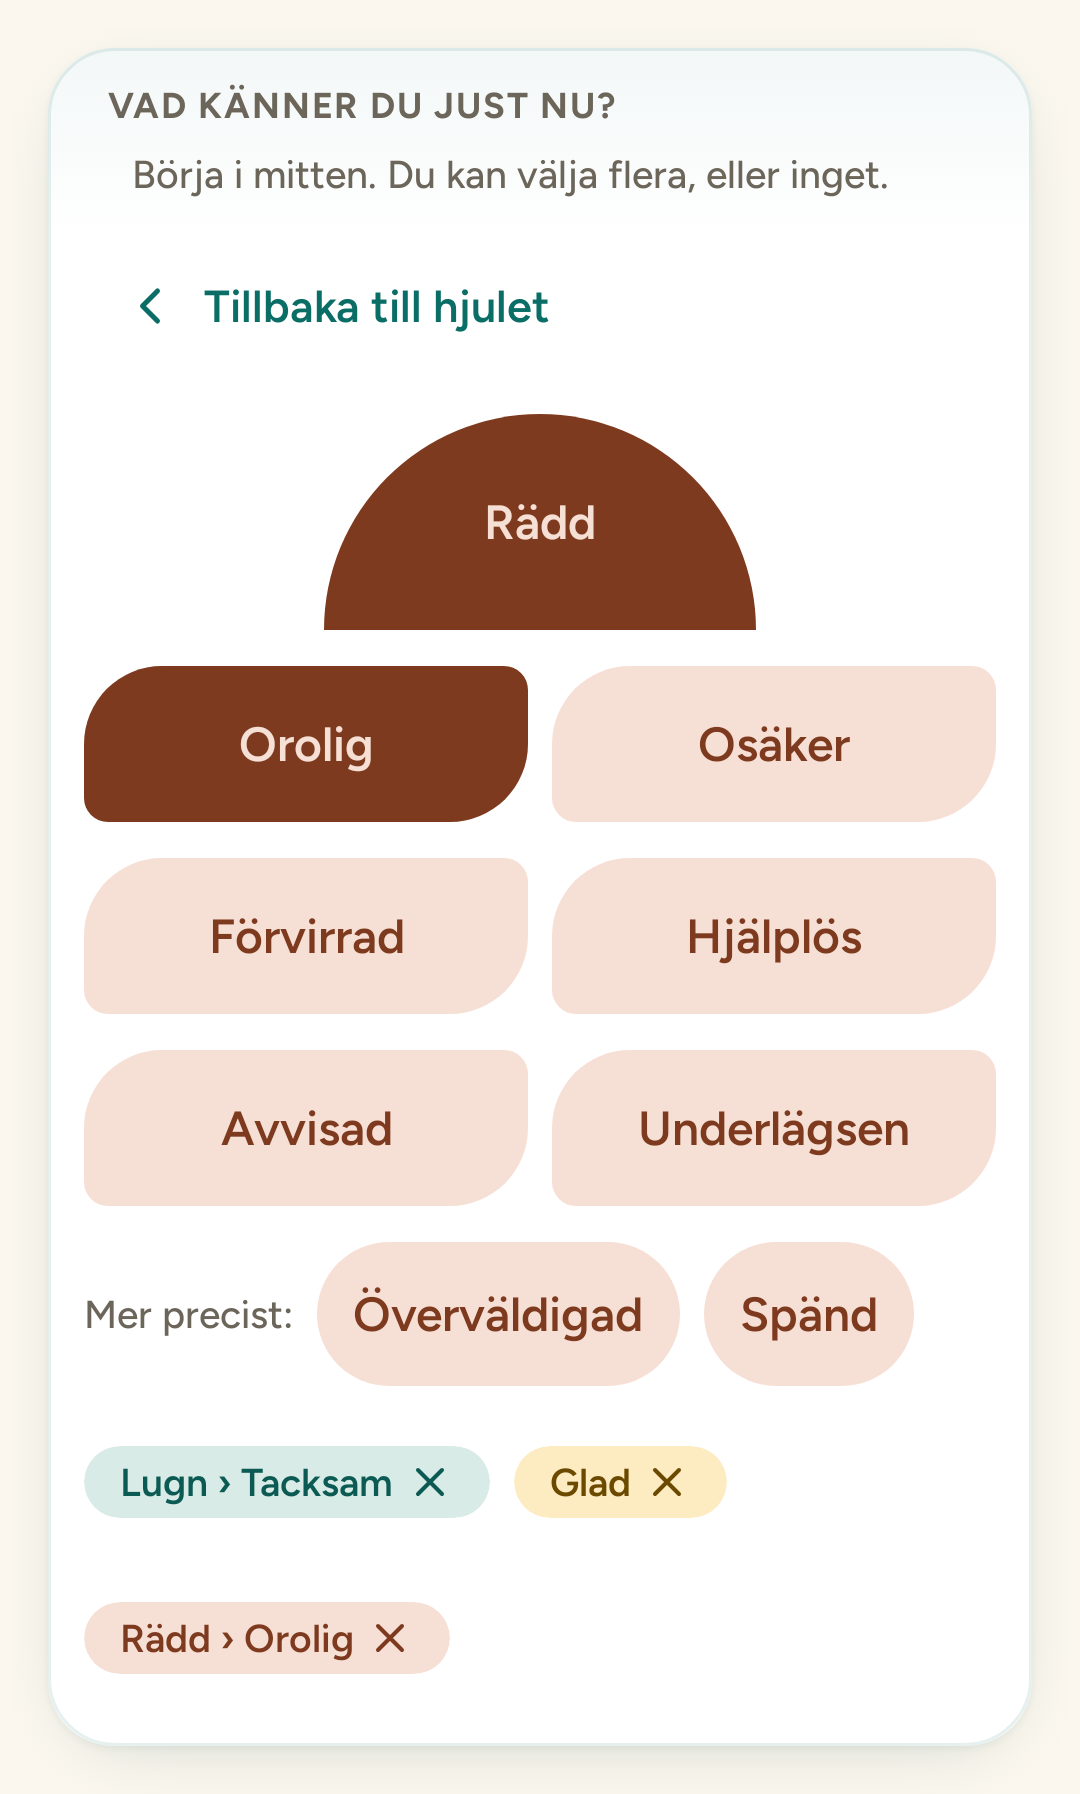 VAD KÄNNER DU JUST NU?
Börja i mitten. Du kan välja flera, eller inget.
Tillbaka till hjulet
Rädd
Orolig
Osäker
Förvirrad
Hjälplös
Avvisad
Underlägsen
Mer precist:
Överväldigad
Spänd
Lugn › Tacksam
Glad
Rädd › Orolig